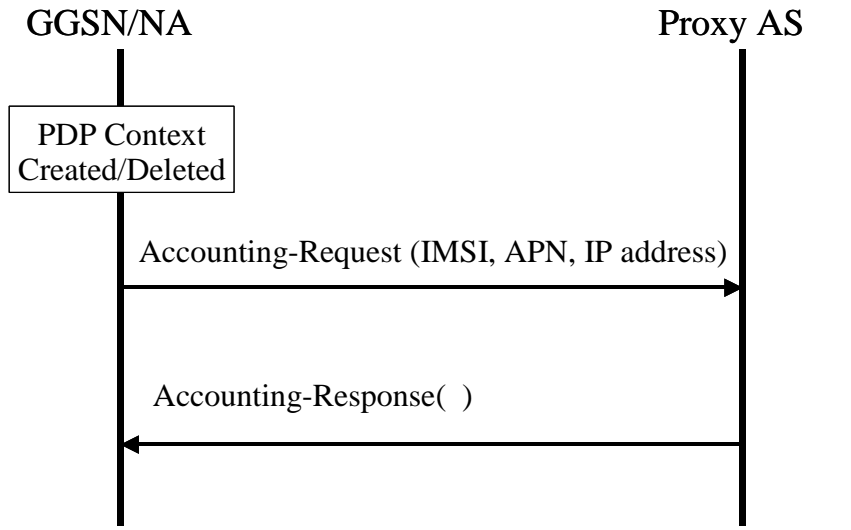 GGSN/NA
Proxy AS
PDP Context
Created/Deleted
Accounting-Request (IMSI, APN, IP address)
Accounting-Response( )